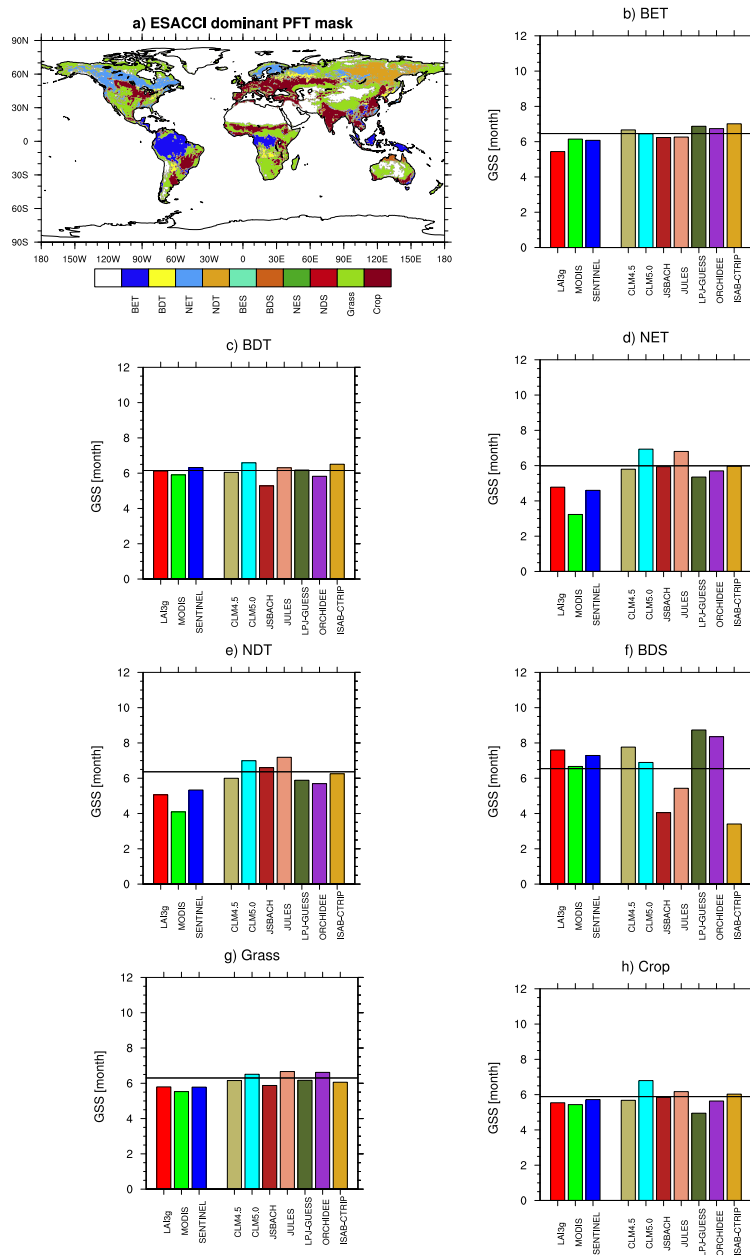 a) ESACCI dominant PFT mask
90N
60N
30N
0
30S
60S
90S
180 150W 120W 90W 60W 30W 0 30E 60E 90E 120E 150E 180
BET BDT NET NDT BES BDS NES NDS Grass Crop
b) BET
GSS [month]
12
10
8
6
4
2
0
LAI3g MODIS SENTINEL CLM4.5 CLM5.0 JSBACH JULES LPJ-GUESS ORCHIDEE ISAB-CTRIP
c) BDT
GSS [month]
12
10
8
6
4
2
0
LAI3g MODIS SENTINEL CLM4.5 CLM5.0 JSBACH JULES LPJ-GUESS ORCHIDEE ISAB-CTRIP
d) NET
GSS [month]
12
10
8
6
4
2
0
LAI3g MODIS SENTINEL CLM4.5 CLM5.0 JSBACH JULES LPJ-GUESS ORCHIDEE ISAB-CTRIP
e) NDT
GSS [month]
12
10
8
6
4
2
0
LAI3g MODIS SENTINEL CLM4.5 CLM5.0 JSBACH JULES LPJ-GUESS ORCHIDEE ISAB-CTRIP
f) BDS
GSS [month]
12
10
8
6
4
2
0
LAI3g MODIS SENTINEL CLM4.5 CLM5.0 JSBACH JULES LPJ-GUESS ORCHIDEE ISAB-CTRIP
g) Grass
GSS [month]
12
10
8
6
4
2
0
LAI3g MODIS SENTINEL CLM4.5 CLM5.0 JSBACH JULES LPJ-GUESS ORCHIDEE ISAB-CTRIP
h) Crop
GSS [month]
12
10
8
6
4
2
0
LAI3g MODIS SENTINEL CLM4.5 CLM5.0 JSBACH JULES LPJ-GUESS ORCHIDEE ISAB-CTRIP